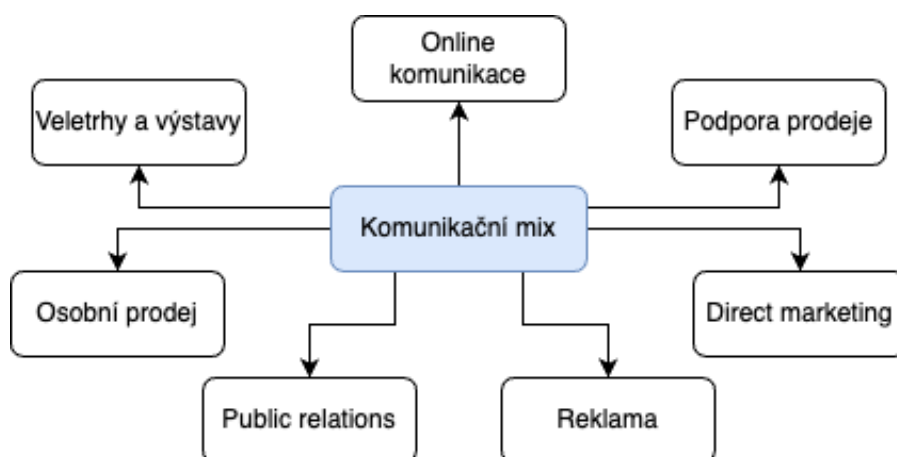 Online
komunikace
Veletrhy a výstavy
Podpora prodeje
Komunikační mix
Osobní prodej
Direct marketing
Public relations
Reklama